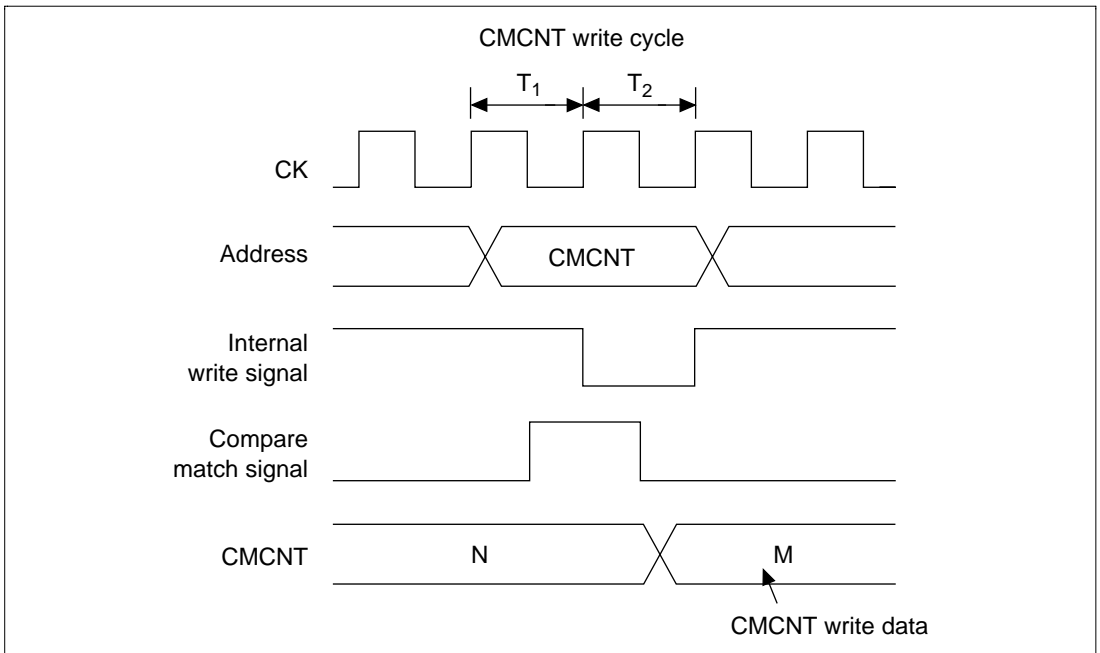 CMCNT write cycle
T1 T2
CK
Address
CMCNT
Internal
write signal
Compare
match signal
CMCNT
N
M
CMCNT write data